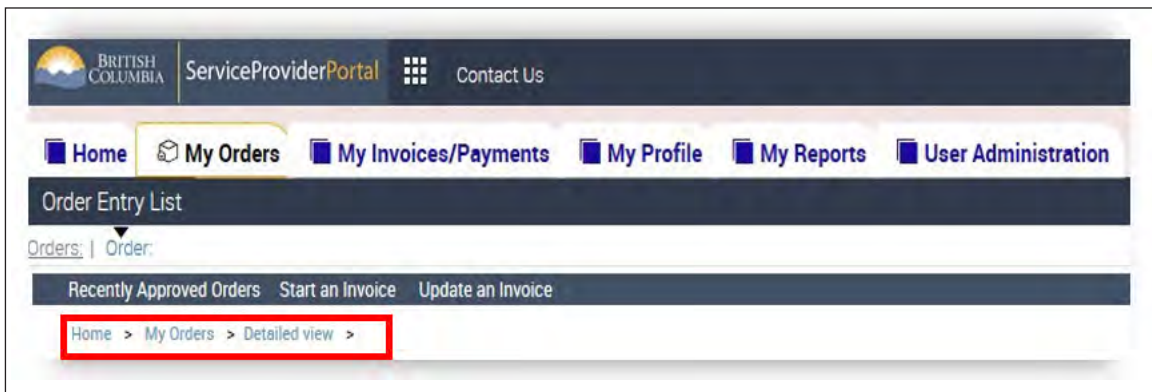 BRITISH COLUMBIA ServiceProviderPortal Contact Us
Home My Orders My Invoices/Payments My Profile My Reports User Administration
Order Entry List
Orders: | Order:
Recently Approved Orders Start an Invoice Update an Invoice
Home > My Orders > Detailed view >